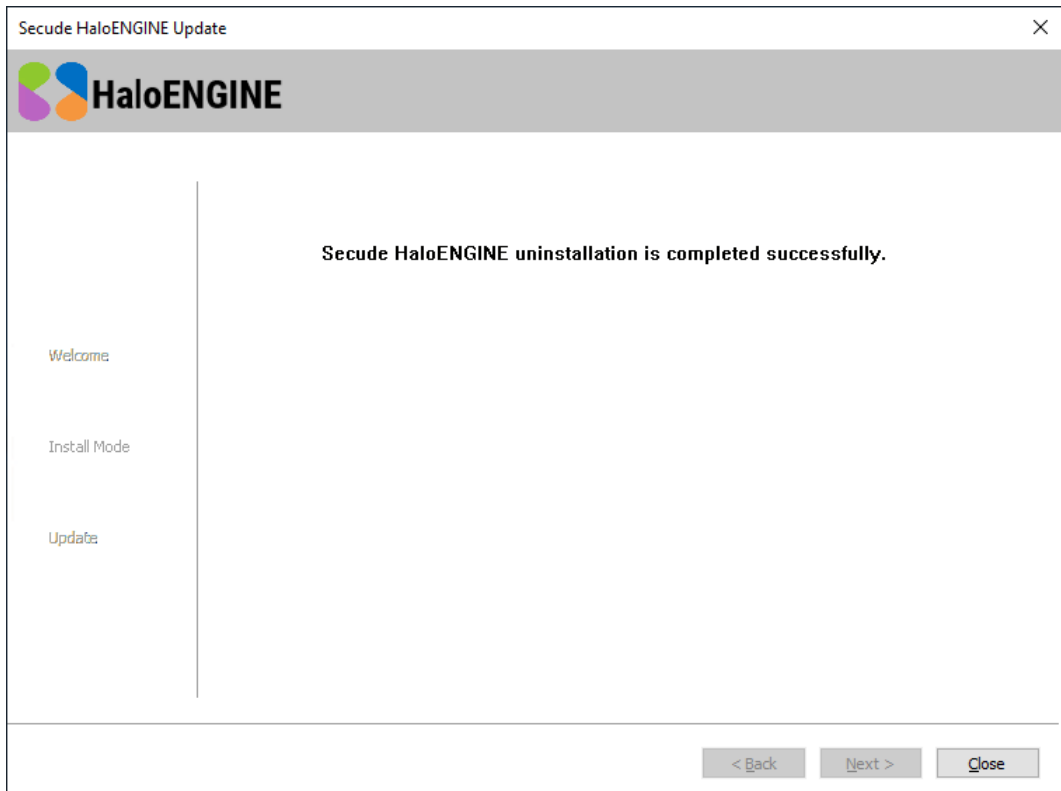 Secude HaloENGINE Update
HaloENGINE
Secude HaloENGINE uninstallation is completed successfully.
Welcome
Install Mode
Update
< Back
Next >
Close